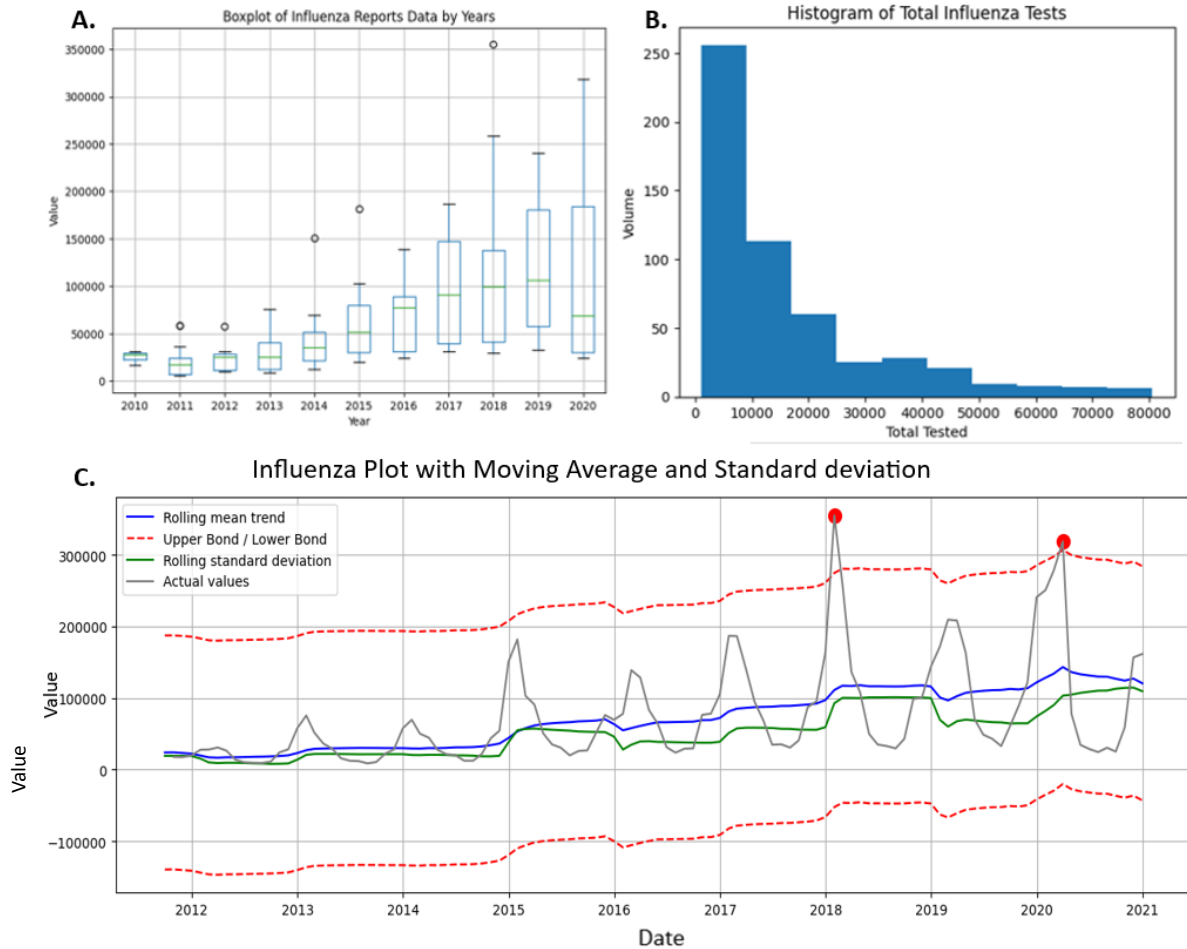 A.
Boxplot of Influenza Reports Data by Years
350000
300000
250000
200000
150000
100000
50000
0
Value
2010 2011 2012 2013 2014 2015 2016 2017 2018 2019 2020
Year
B.
Histogram of Total Influenza Tests
250
200
150
100
50
0
Volume
0 10000 20000 30000 40000 50000 60000 70000 80000
Total Tested
C.
Influenza Plot with Moving Average and Standard deviation
Rolling mean trend
Upper Bond / Lower Bond
Rolling standard deviation
Actual values
300000
200000
100000
0
−100000
Value
Value
2012 2013 2014 2015 2016 2017 2018 2019 2020 2021
Date